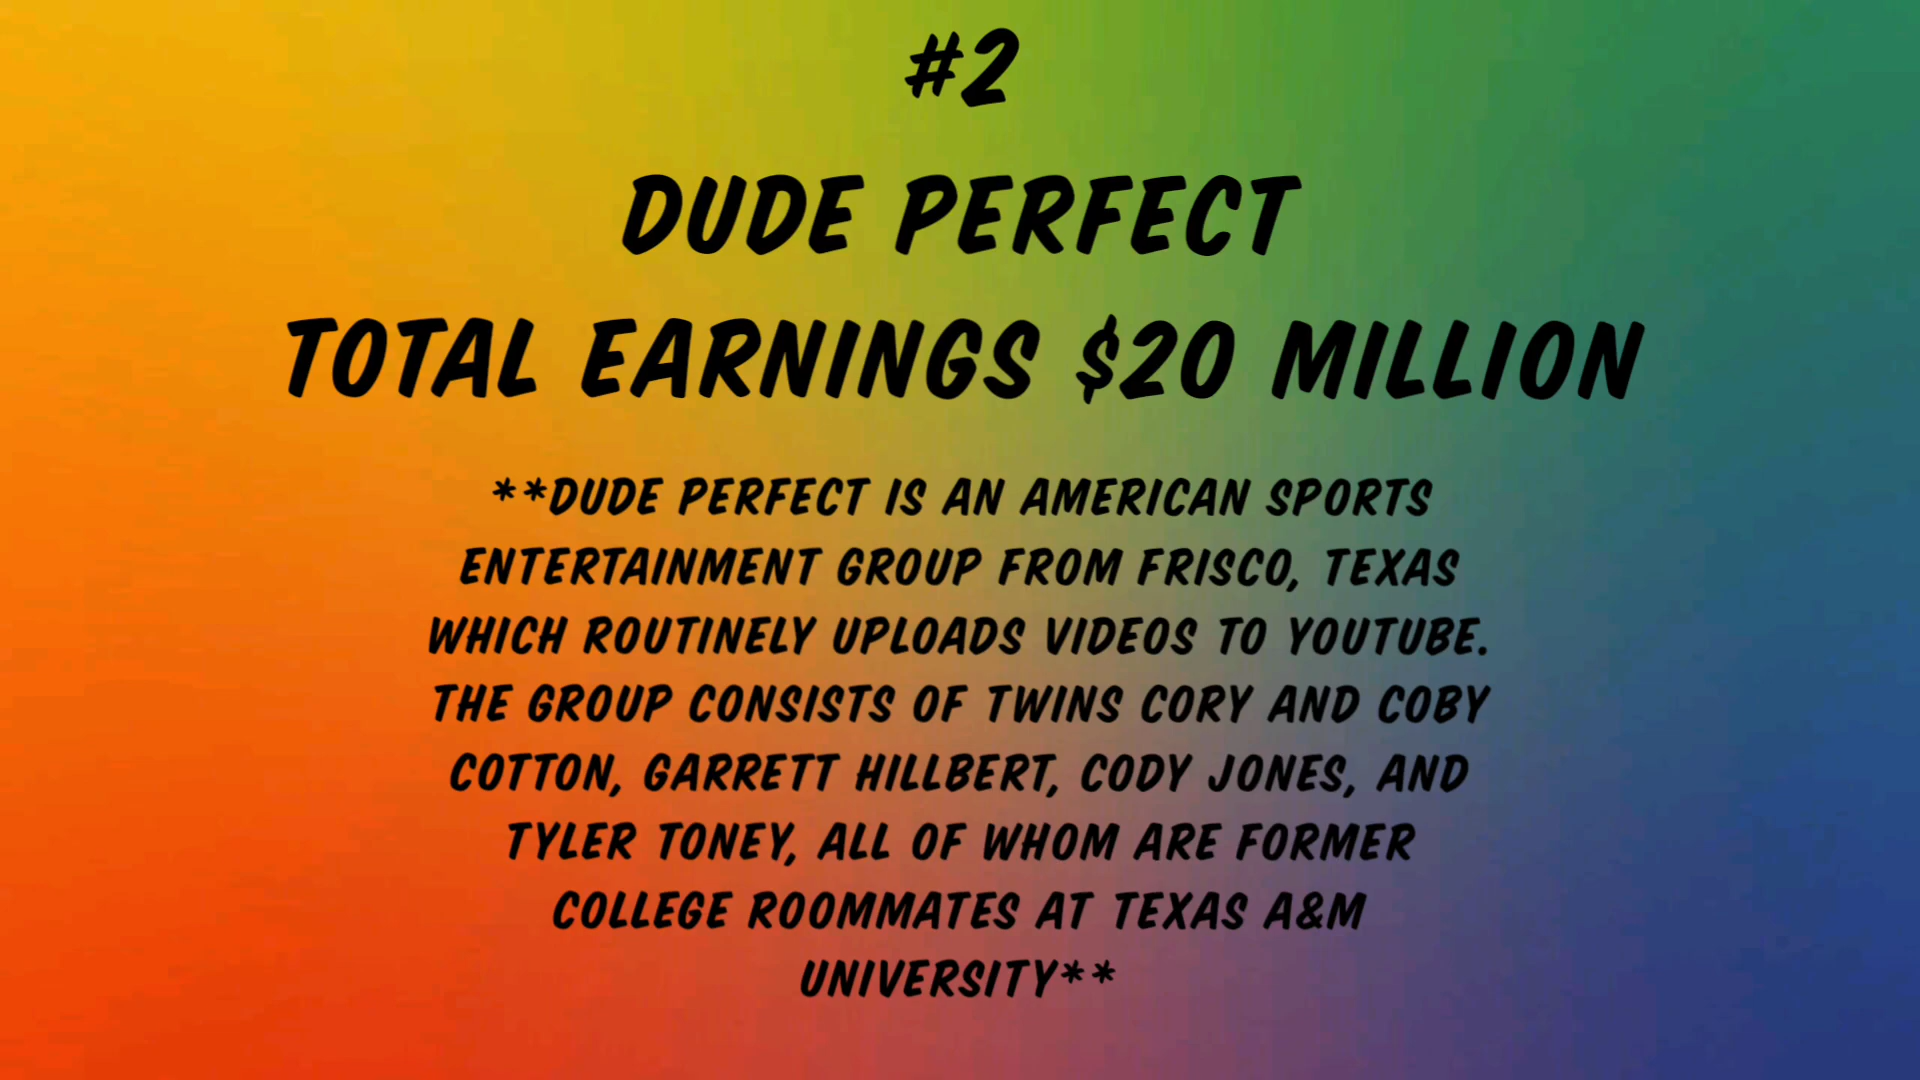 #2
DUDE PERFECT
TOTAL EARNINGS $20 MILLION
**DUDE PERFECT IS AN AMERICAN SPORTS
ENTERTAINMENT GROUP FROM FRISCO, TEXAS
WHICH ROUTINELY UPLOADS VIDEOS TO YOUTUBE.
THE GROUP CONSISTS OF TWINS CORY AND COBY
COTTON, GARRETT HILLBERT, CODY JONES, AND
TYLER TONEY, ALL OF WHOM ARE FORMER
COLLEGE ROOMMATES AT TEXAS A&M
UNIVERSITY**